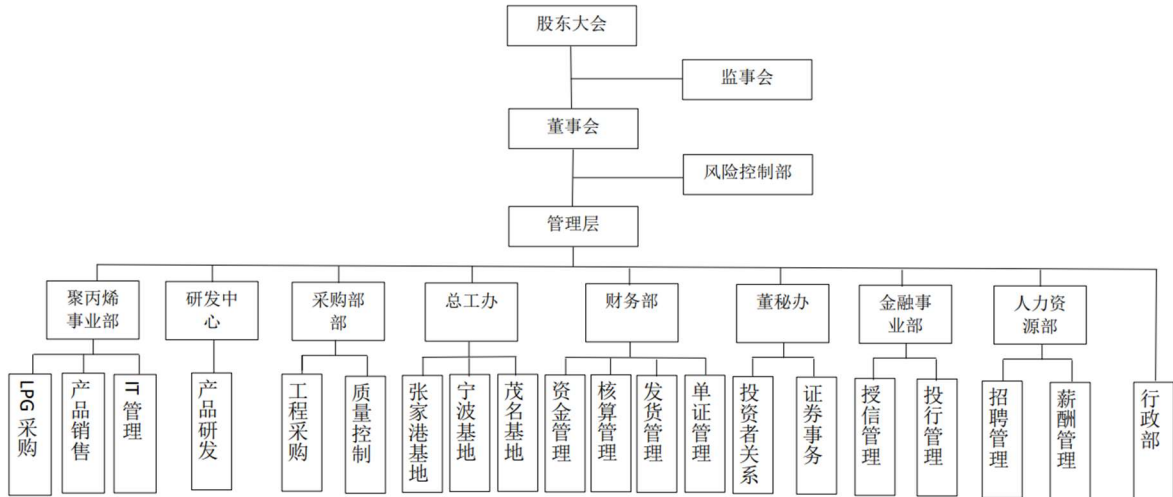 股东大会
监事会
董事会
风险控制部
管理层
聚丙烯
事业部
研发中
心
采购部
部
总工办
财务部
董秘办
金融事
业部
人力资
源部
LPG 采购
产品销售
IT 管理
产品研发
工程采购
质量控制
张家港基地
宁波基地
茂名基地
资金管理
核算管理
发货管理
单证管理
投资者关系
证券事务
授信管理
投行管理
招聘管理
薪酬管理
行政部